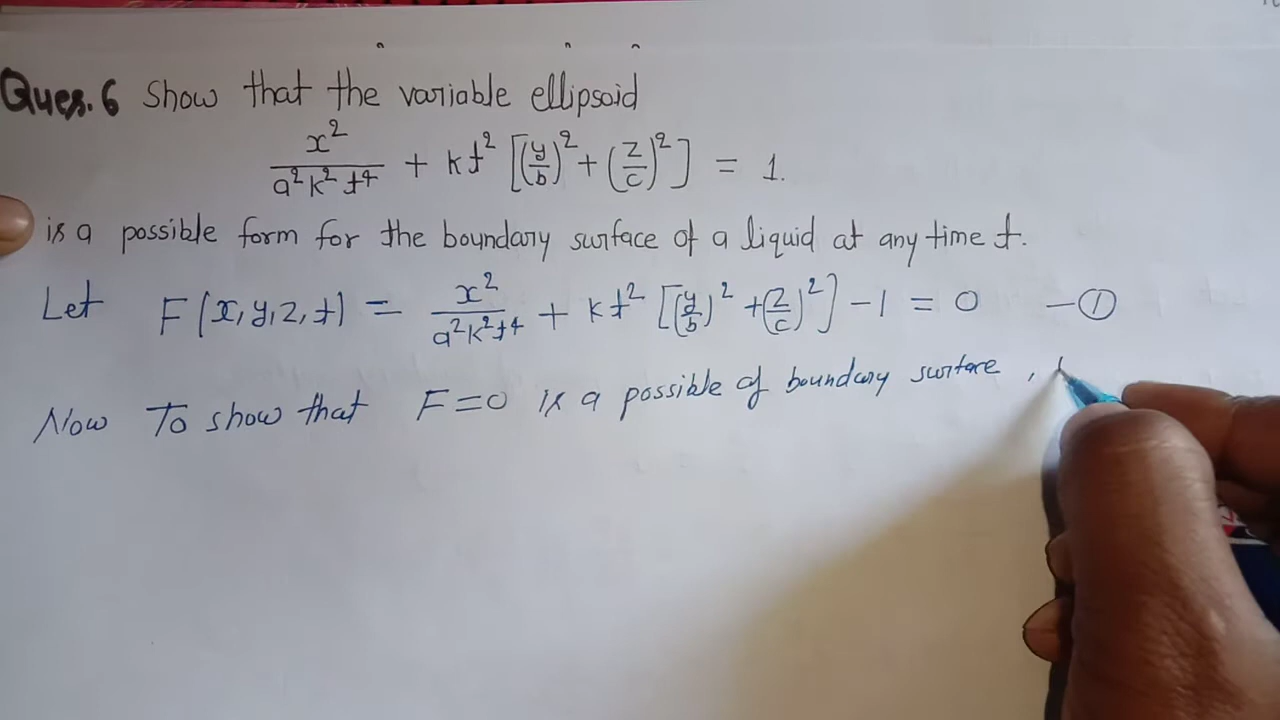 Ques. 6 Show that the variable ellipsoid
x²/a²k²t⁴ + kt² [(y/b)² + (z/c)²] = 1.
is a possible form for the boundary surface of a liquid at any time t.
Let F(x,y,z,t) = x²/a²k²t⁴ + kt² [(y/b)² + (z/c)²] - 1 = 0 - ①
Now To show that F=0 is a possible of boundary surface,